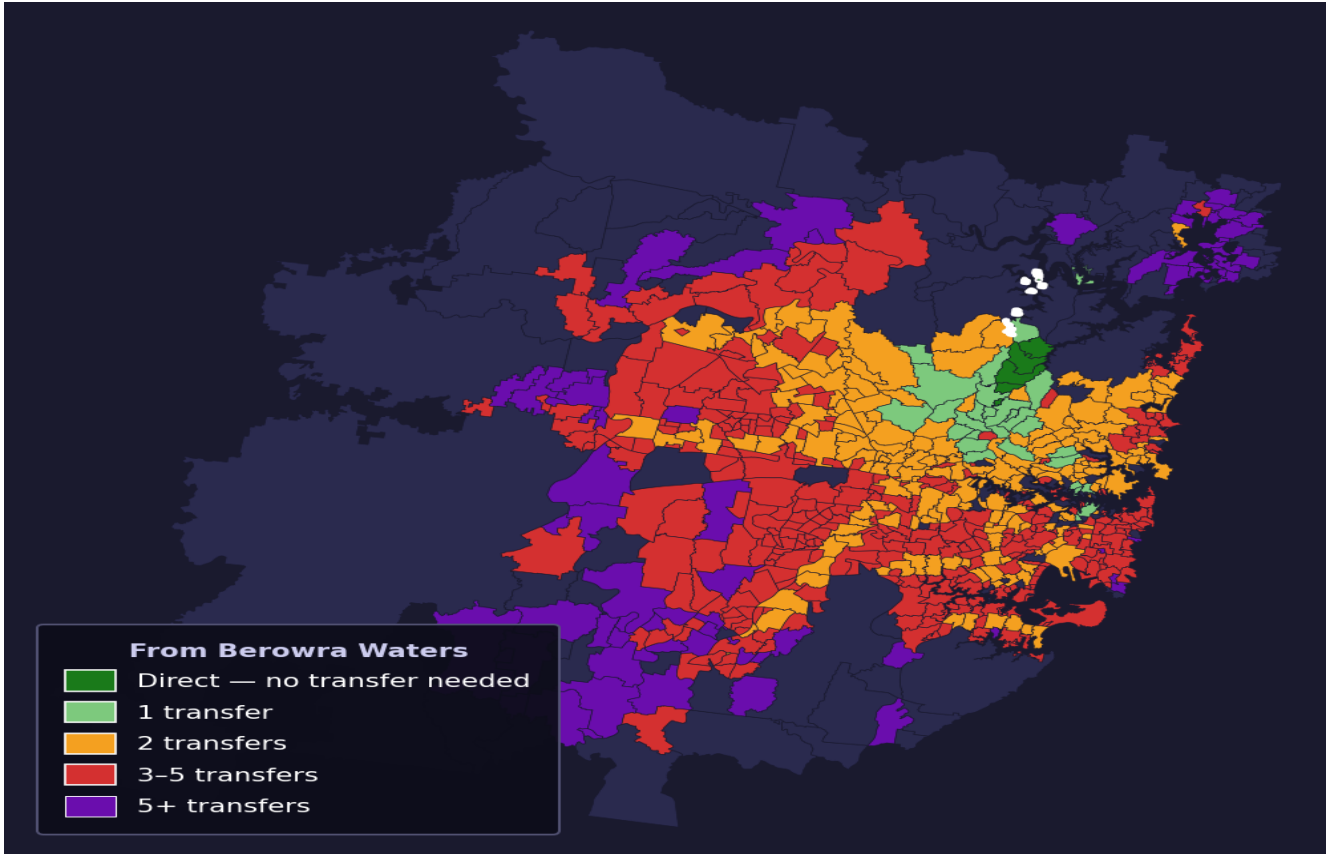 From Berowra Waters
Direct — no transfer needed
1 transfer
2 transfers
3–5 transfers
5+ transfers